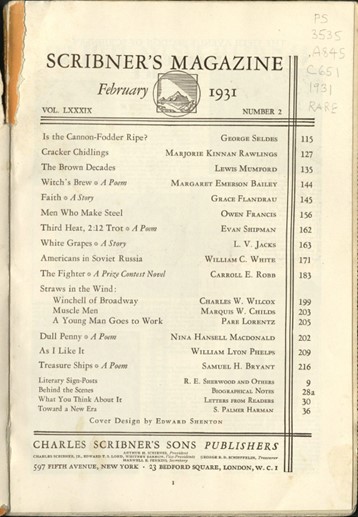 PS
3535
.A845
C651
1931
RARE
SCRIBNER'S MAGAZINE
February 1931
VOL. LXXXIX NUMBER 2
Is the Cannon-Fodder Ripe? GEORGE SELDES 115
Cracker Chidlings MARJORIE KINNAN RAWLINGS 127
The Brown Decades LEWIS MUMFORD 135
Witch's Brew A Poem MARGARET EMERSON BAILEY 144
Faith A Story GRACE FLANDRAU 145
Men Who Make Steel OWEN FRANCIS 156
Third Heat, 2:12 Trot A Poem EVAN SHIPMAN 162
White Grapes A Story L. V. JACKS 163
Americans in Soviet Russia WILLIAM C. WHITE 171
The Fighter A Prize Contest Novel CARROLL E. ROBB 183
Straws in the Wind:
Winchell of Broadway CHARLES W. WILCOX 199
Muscle Men MARQUIS W. CHILDS 203
A Young Man Goes to Work PARE LORENTZ 205
Dull Penny A Poem NINA HANSELL MACDONALD 202
As I Like It WILLIAM LYON PHELPS 209
Treasure Ships A Poem SAMUEL H. BRYANT 216
Literary Sign-Posts R. E. SHERWOOD AND OTHERS 9
Behind the Scenes BIOGRAPHICAL NOTES 28a
What You Think About It LETTERS FROM READERS 30
Toward a New Era S. PALMER HARMAN 36
Cover Design by EDWARD SHENTON
CHARLES SCRIBNER'S SONS PUBLISHERS
597 FIFTH AVENUE, NEW YORK · 23 BEDFORD SQUARE, LONDON, W. C. 1
1